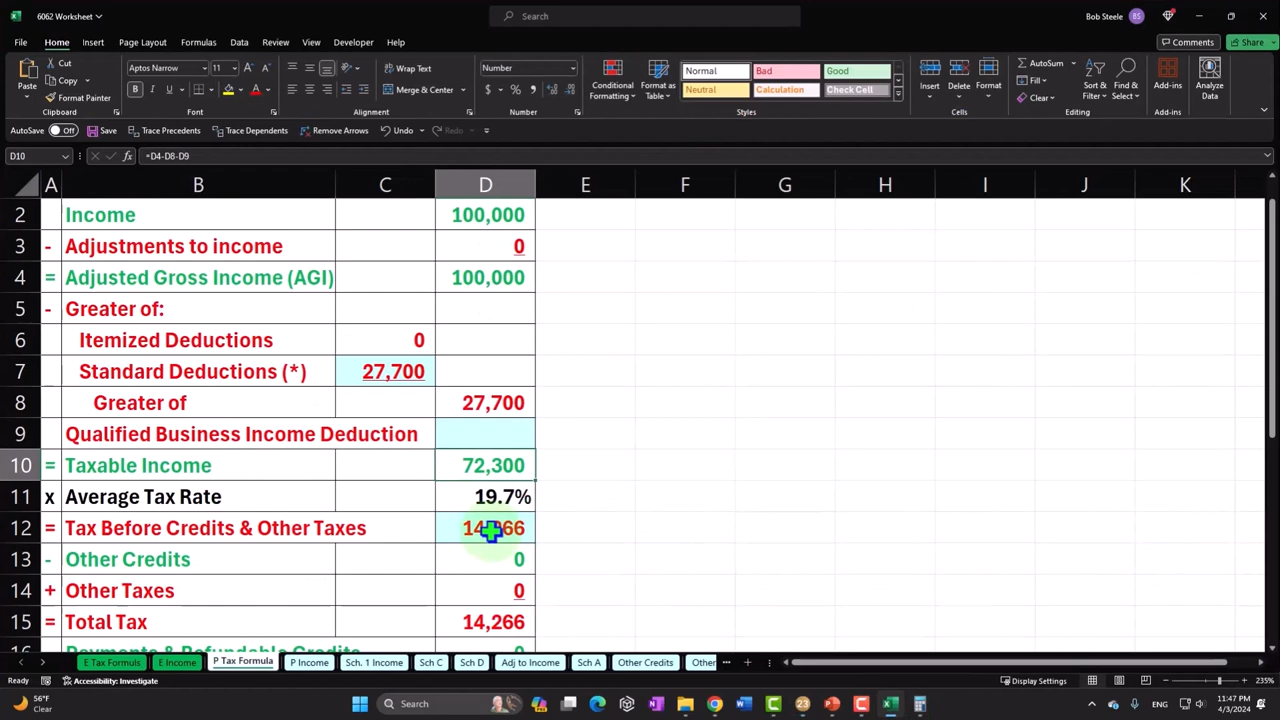 6062 Worksheet
Search
Bob Steele
BS
File
Home
Insert
Page Layout
Formulas
Data
Review
View
Developer
Help
Comments
Share
Paste
Cut
Copy
Format Painter
Clipboard
Aptos Narrow
11
Font
Wrap Text
Merge & Center
Alignment
Number
Number
Conditional Formatting
Format as Table
Normal
Bad
Good
Neutral
Calculation
Check Cell
Styles
Insert
Delete
Format
Cells
AutoSum
Fill
Clear
Sort & Filter
Find & Select
Editing
Add-ins
Add-ins
Analyze Data
AutoSave Off
Save
Trace Precedents
Trace Dependents
Remove Arrows
Undo
Redo
D10
=D4-D8-D9
A B C D E F G H I J K
2 Income 100,000
3 - Adjustments to income 0
4 = Adjusted Gross Income (AGI) 100,000
5 - Greater of:
6 Itemized Deductions 0
7 Standard Deductions (*) 27,700
8 Greater of 27,700
9 Qualified Business Income Deduction
10 = Taxable Income 72,300
11 x Average Tax Rate 19.7%
12 = Tax Before Credits & Other Taxes
13 - Other Credits 0
14 + Other Taxes 0
15 = Total Tax 14,266
E Tax Formuls
E Income
P Tax Formula
P Income
Sch. 1 Income
Sch C
Sch D
Adj to Income
Sch A
Other Credits
Other
Ready
Accessibility: Investigate
Display Settings
235%
56°F
Clear
Search
ENG
11:47 AM
4/3/2024